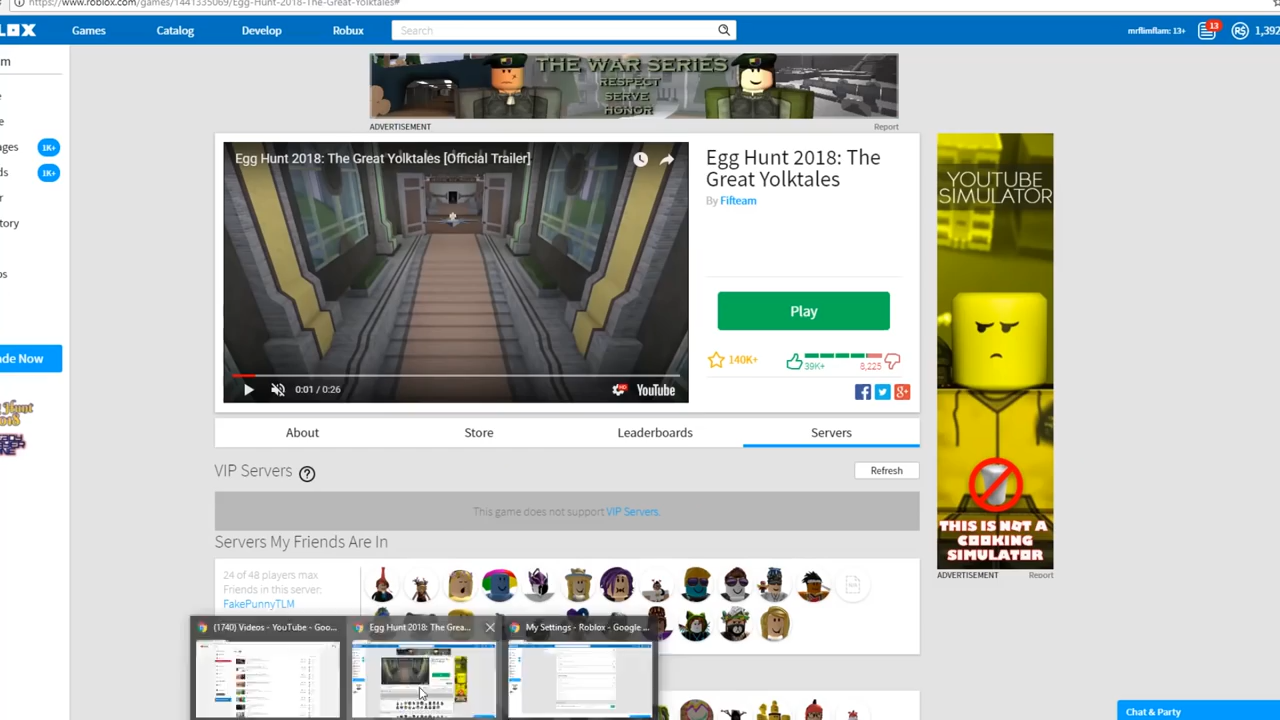 https://www.roblox.com/games/1441335069/Egg-Hunt-2018-The-Great-Yolktales#
LOX
Games
Catalog
Develop
Robux
Search
mrflimflam: 13+
13
R$
1,392
m
e
e
ages
1K+
ds
1K+
r
tory
ps
ade Now
THE WAR SERIES
RESPECT
SERVE
HONOR
ADVERTISEMENT
Report
Egg Hunt 2018: The Great Yolktales [Official Trailer]
0:01 / 0:26
HD
YouTube
Egg Hunt 2018: The
Great Yolktales
By Fifteam
Play
140K+
39K+
8,225
About
Store
Leaderboards
Servers
VIP Servers
Refresh
This game does not support VIP Servers.
Servers My Friends Are In
24 of 48 players max
Friends in this server:
FakePunnyTLM
YOUTUBE
SIMULATOR
THIS IS NOT A
COOKING
SIMULATOR
ADVERTISEMENT
Report
(1740) Videos - YouTube - Goo...
Egg Hunt 2018: The Grea...
My Settings - Roblox - Google ...
Chat & Party